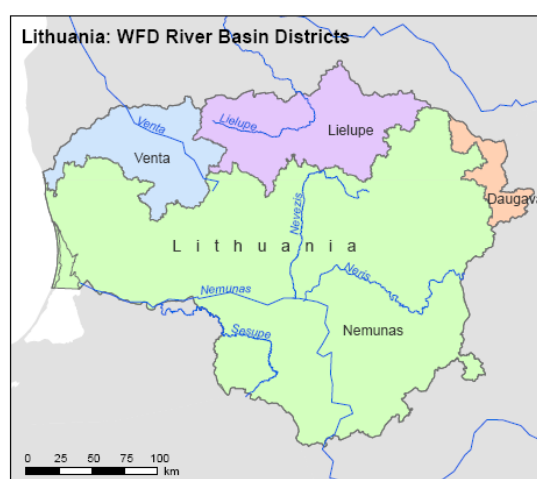 Lithuania: WFD River Basin Districts
Venta
Lielupe
Lielupe
Venta
Daugava
Nevezis
Lithuania
Neris
Nemunas
Nemunas
Sesupe
0 25 50 75 100
km